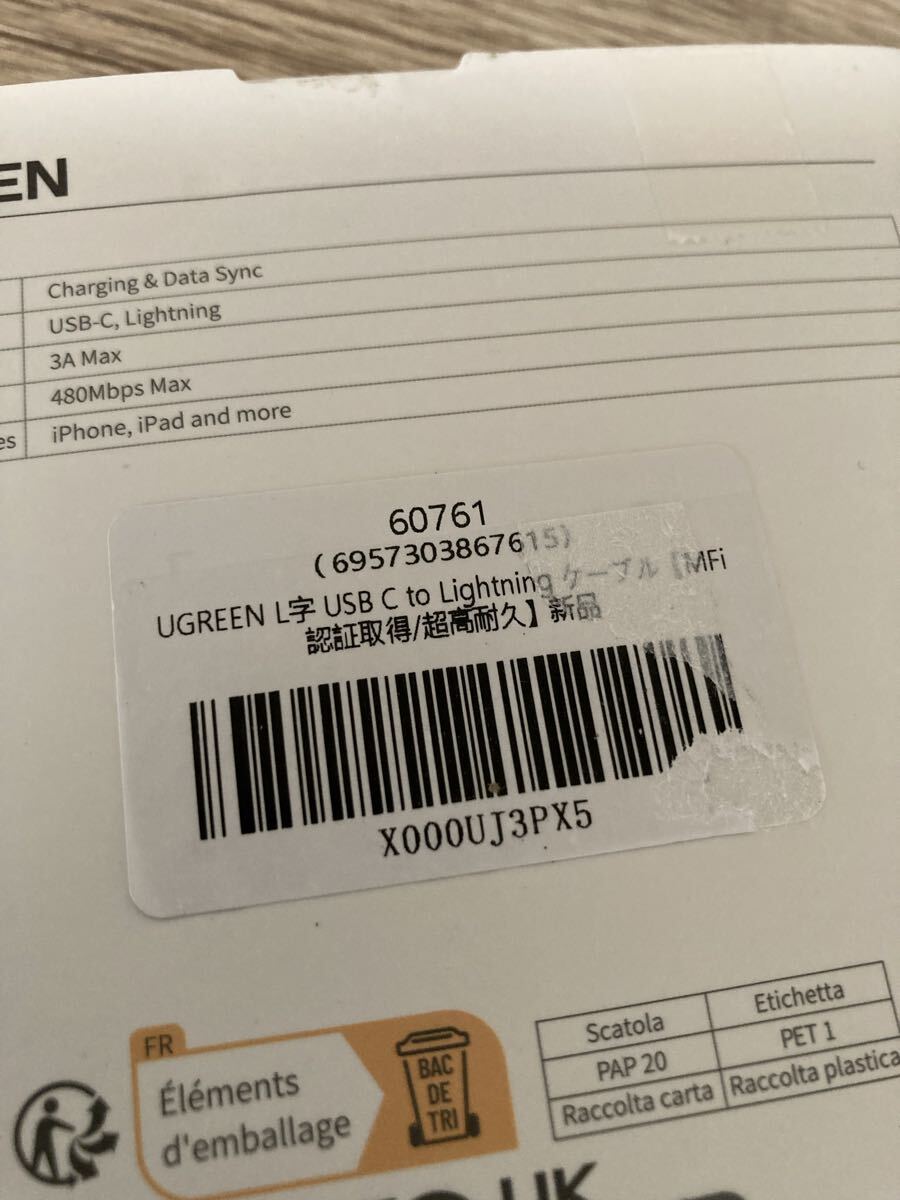 EN
Charging & Data Sync
USB-C, Lightning
3A Max
480Mbps Max
es iPhone, iPad and more
60761
(6957303867615)
UGREEN L字 USB C to Lightning ケーブル【MFi
認証取得/超高耐久】新品
X000UJ3PX5
FR
Éléments
d'emballage
BAC
DE
TRI
Scatola Etichetta
PAP 20 PET 1
Raccolta carta Raccolta plastica
UK